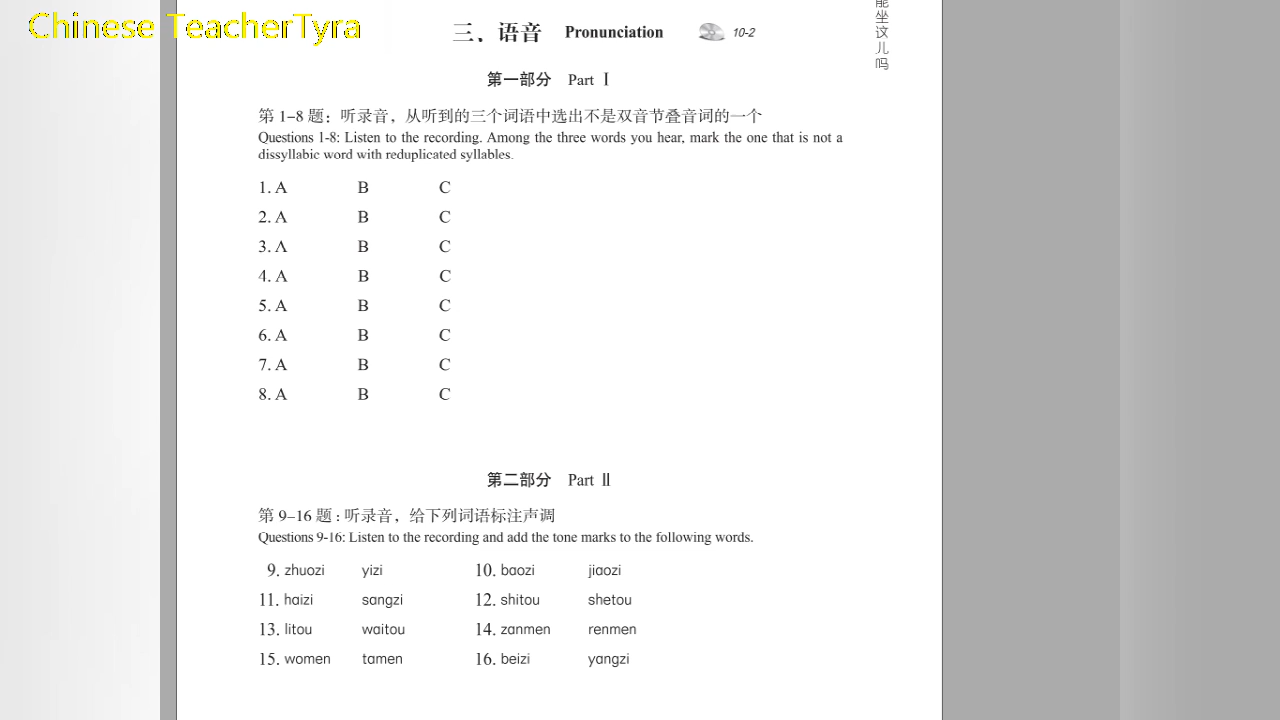 Chinese TeacherTyra
能坐这儿吗
三、语音 Pronunciation 10-2
第一部分 Part Ⅰ
第 1–8 题：听录音，从听到的三个词语中选出不是双音节叠音词的一个
Questions 1-8: Listen to the recording. Among the three words you hear, mark the one that is not a
dissyllabic word with reduplicated syllables.
1. A B C
2. A B C
3. A B C
4. A B C
5. A B C
6. A B C
7. A B C
8. A B C
第二部分 Part Ⅱ
第 9–16 题：听录音，给下列词语标注声调
Questions 9-16: Listen to the recording and add the tone marks to the following words.
9. zhuozi yizi 10. baozi jiaozi
11. haizi sangzi 12. shitou shetou
13. litou waitou 14. zanmen renmen
15. women tamen 16. beizi yangzi